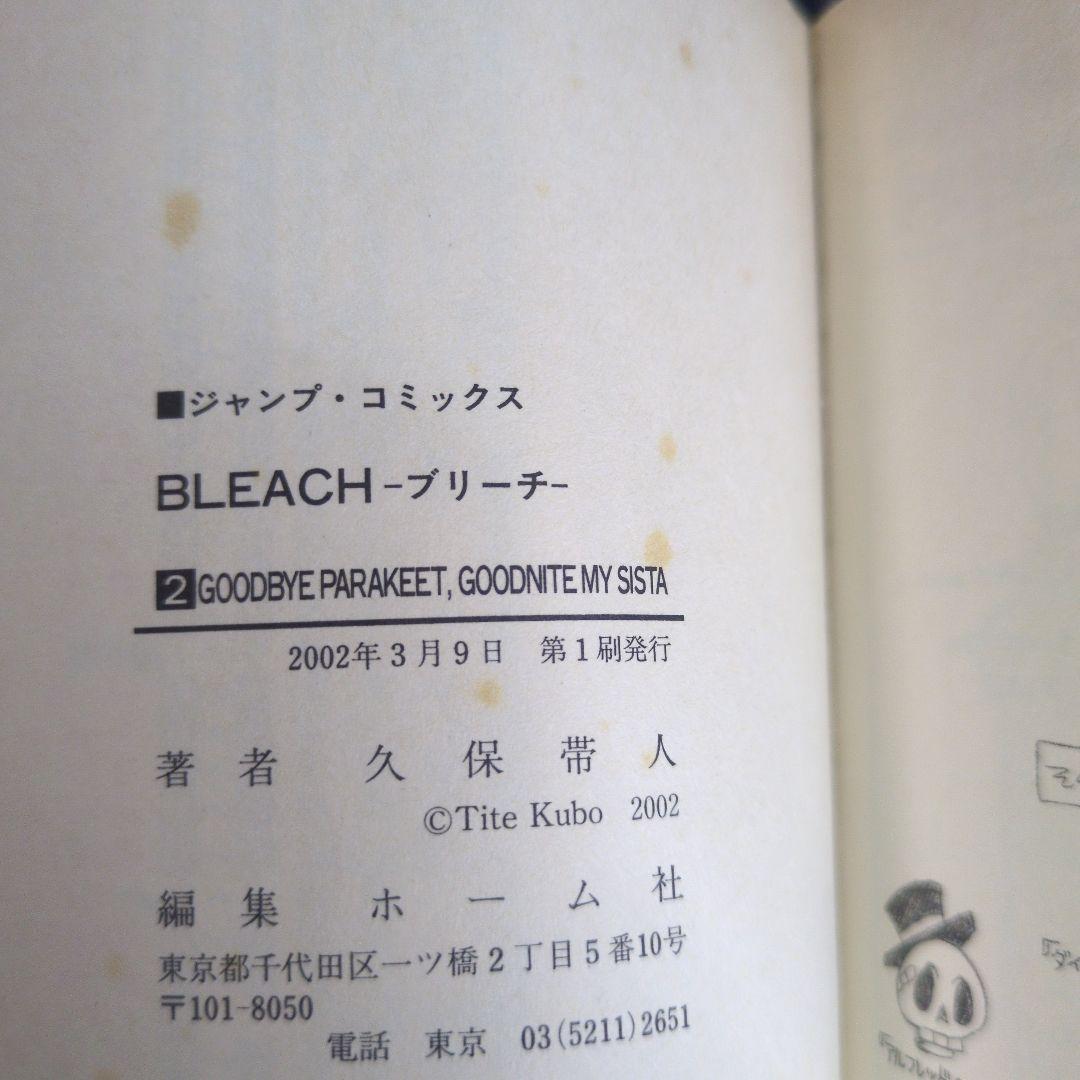 ■ジャンプ・コミックス
BLEACH-ブリーチ-
2 GOODBYE PARAKEET, GOODNITE MY SISTA
2002年3月9日 第1刷発行
著者 久保帯人
©Tite Kubo 2002
編集 ホーム社
東京都千代田区一ツ橋2丁目5番10号
〒101-8050
電話 東京 03(5211)2651